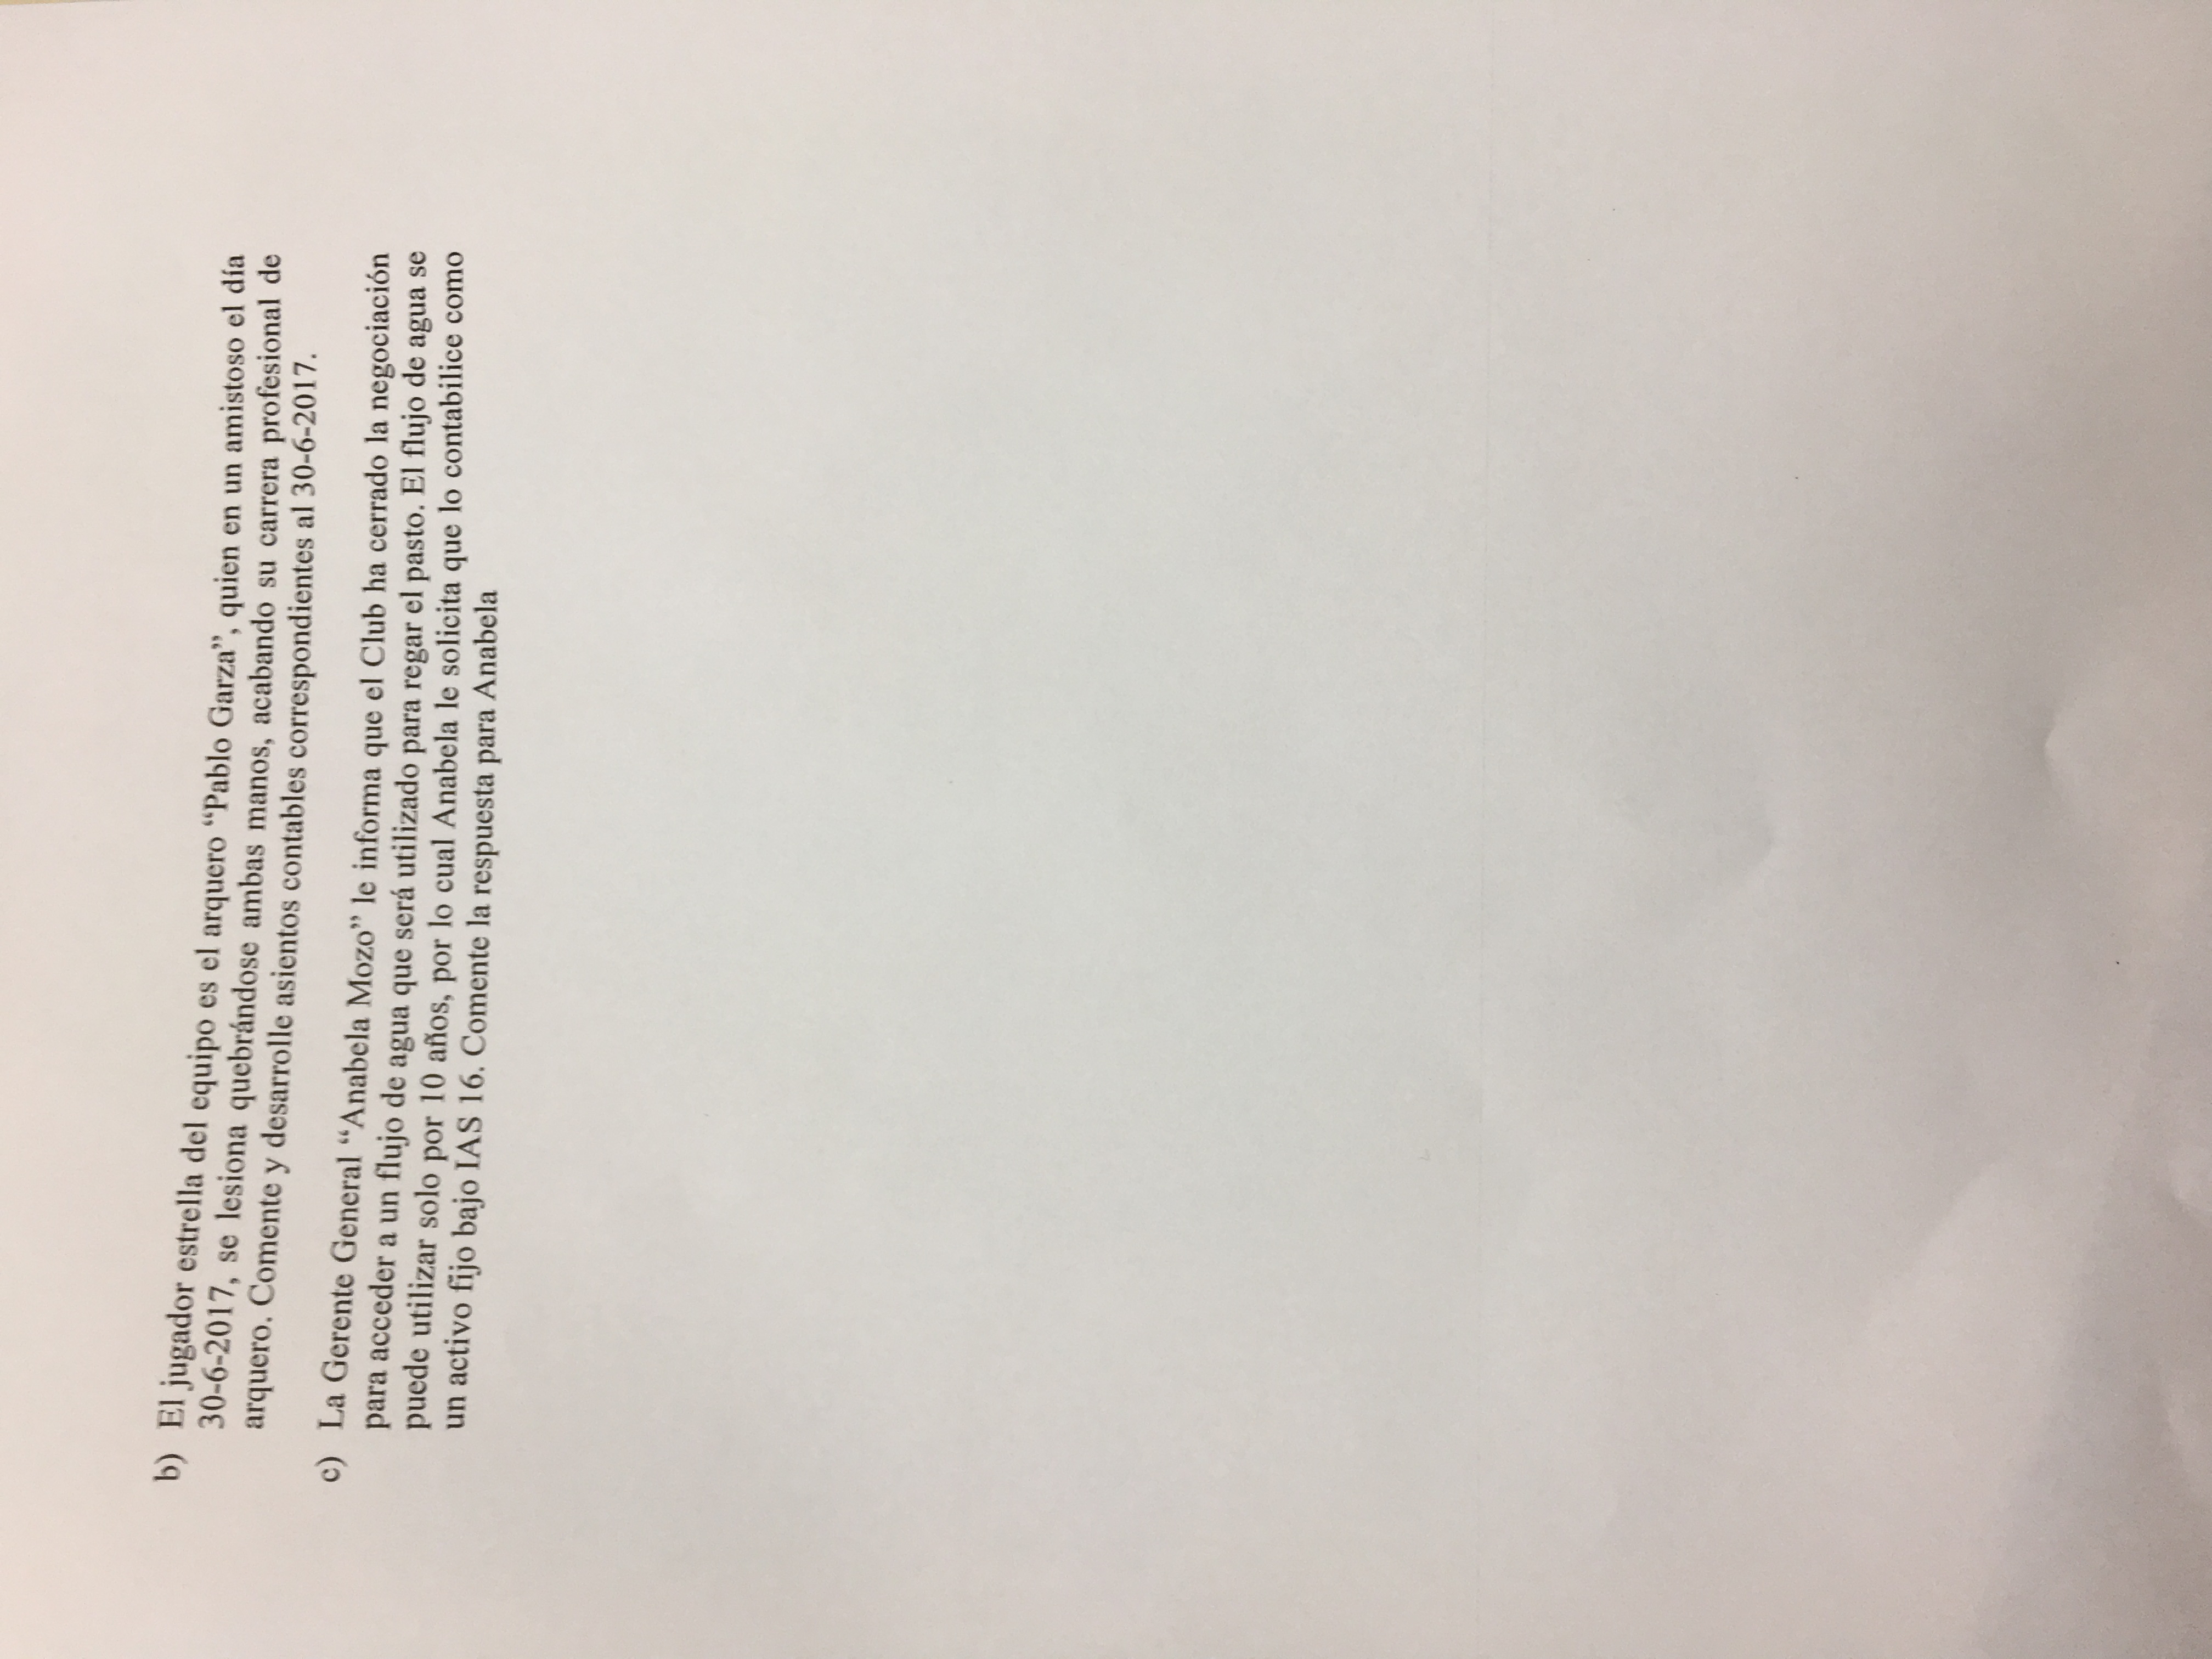 b) El jugador estrella del equipo es el arquero “Pablo Garza”, quien en un amistoso el día
30-6-2017, se lesiona quebrándose ambas manos, acabando su carrera profesional de
arquero. Comente y desarrolle asientos contables correspondientes al 30-6-2017.
c) La Gerente General “Anabela Mozo” le informa que el Club ha cerrado la negociación
para acceder a un flujo de agua que será utilizado para regar el pasto. El flujo de agua se
puede utilizar solo por 10 años, por lo cual Anabela le solicita que lo contabilice como
un activo fijo bajo IAS 16. Comente la respuesta para Anabela